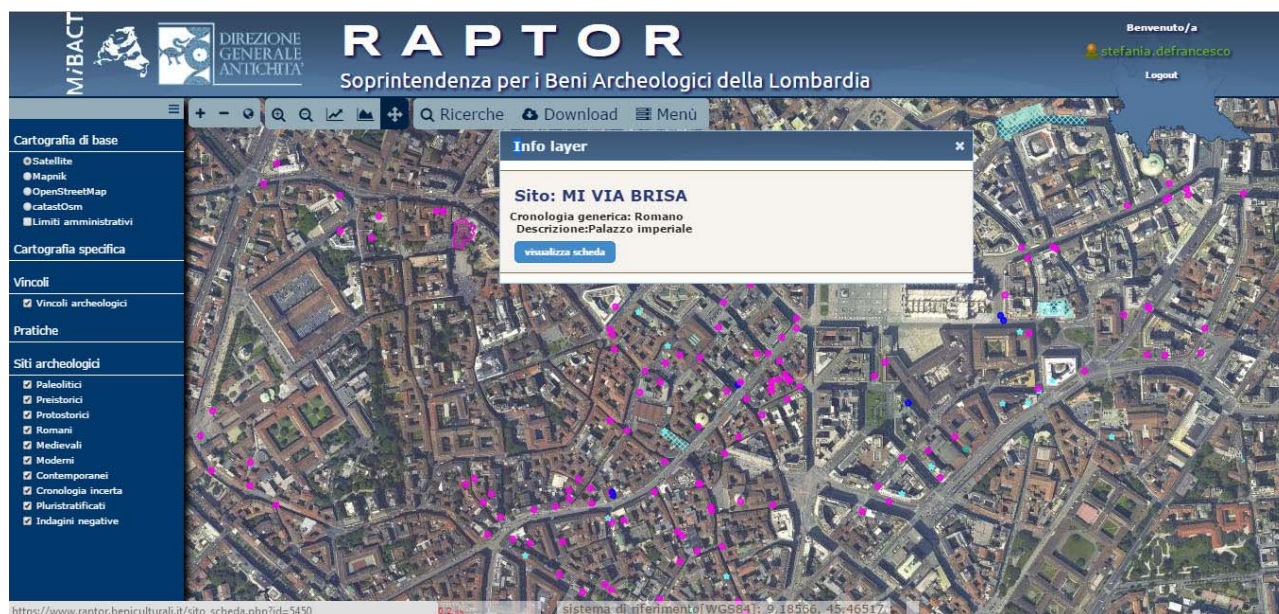 MiBACT
DIREZIONE
GENERALE
ANTICHITA'
RAPTOR
Soprintendenza per i Beni Archeologici della Lombardia
Benvenuto/a
stefania.defrancesco
Logout
Ricerche Download Menù
Cartografia di base
Satellite
Mapnik
OpenStreetMap
catastOsm
Limiti amministrativi
Cartografia specifica
Vincoli
Vincoli archeologici
Pratiche
Siti archeologici
Paleolitici
Preistorici
Protostorici
Romani
Medievali
Moderni
Contemporanei
Cronologia incerta
Pluristratificati
Indagini negative
Info layer
Sito: MI VIA BRISA
Cronologia generica: Romano
Descrizione:Palazzo imperiale
visualizza scheda
https://www.raptor.beniculturali.it/sito_scheda.php?id=5450
sistema di riferimento[WGS84]: 9.18566, 45.46517